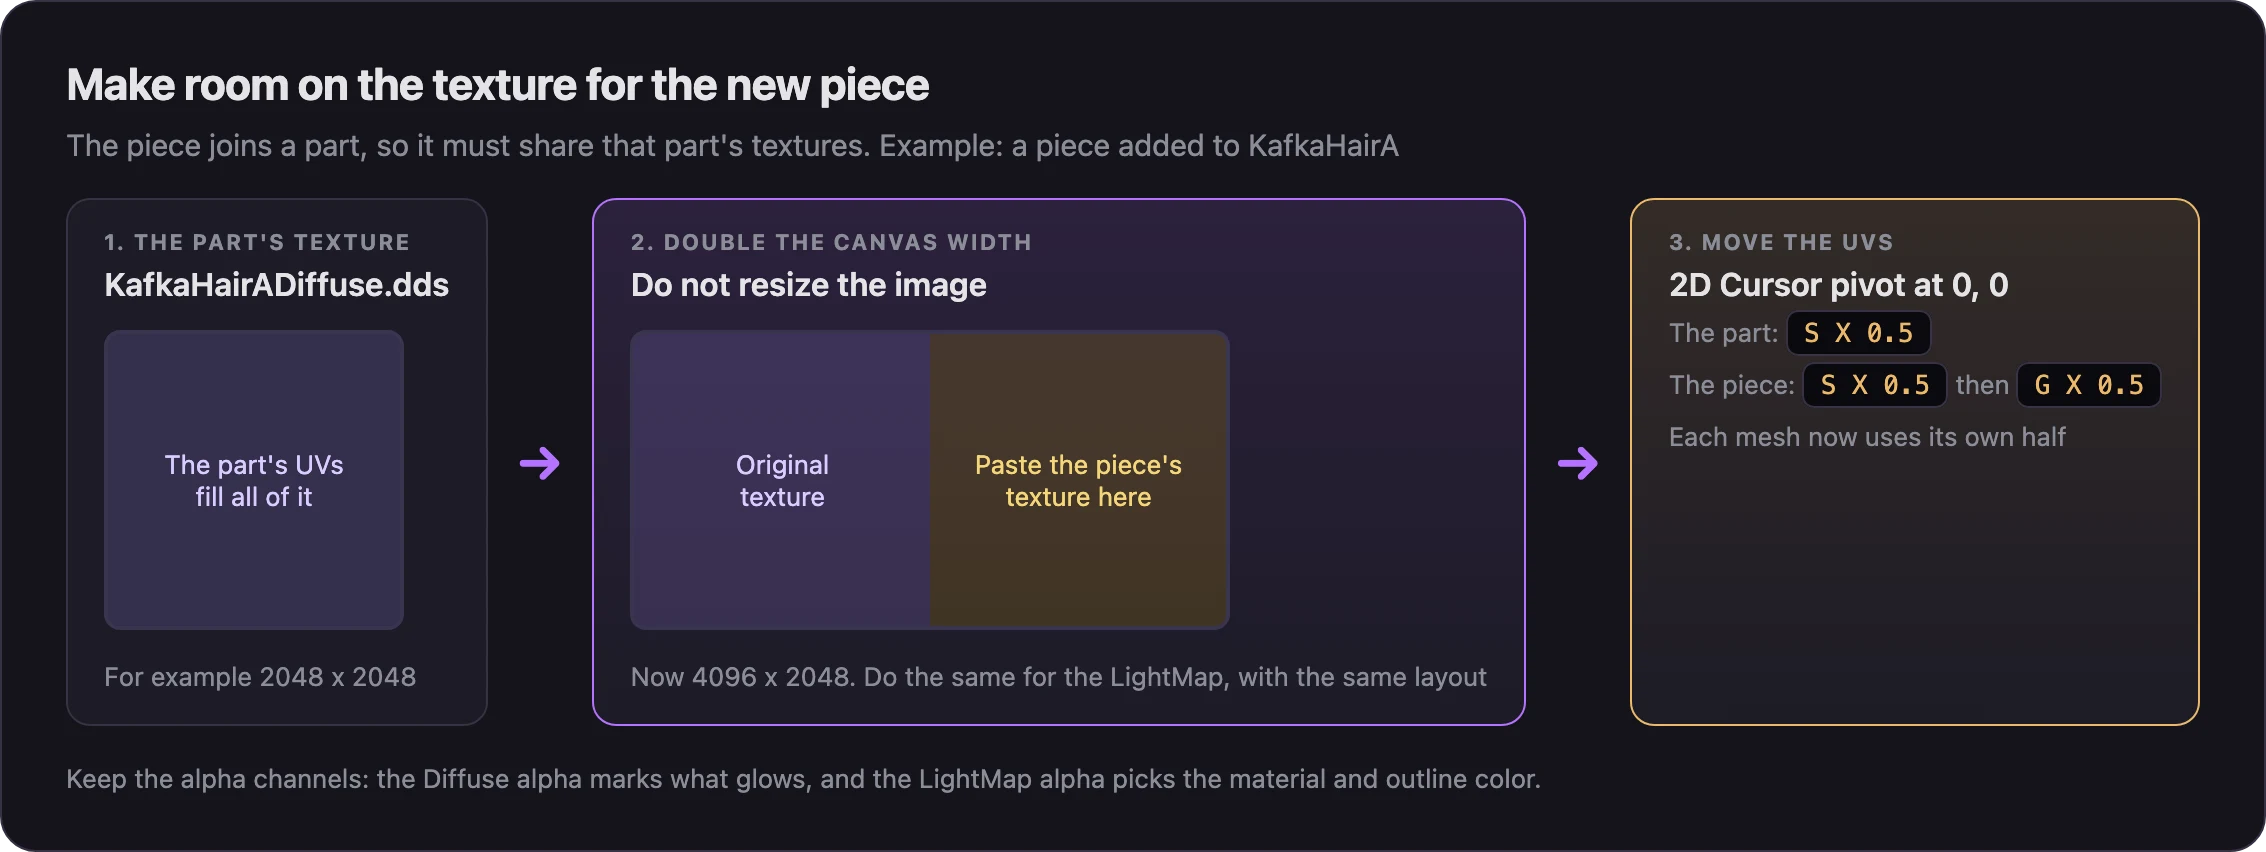 Make room on the texture for the new piece
The piece joins a part, so it must share that part's textures. Example: a piece added to KafkaHairA
1. THE PART'S TEXTURE
KafkaHairADiffuse.dds
The part's UVs
fill all of it
For example 2048 x 2048
2. DOUBLE THE CANVAS WIDTH
Do not resize the image
Original
texture
Paste the piece's
texture here
Now 4096 x 2048. Do the same for the LightMap, with the same layout
3. MOVE THE UVS
2D Cursor pivot at 0, 0
The part: S X 0.5
The piece: S X 0.5 then G X 0.5
Each mesh now uses its own half
Keep the alpha channels: the Diffuse alpha marks what glows, and the LightMap alpha picks the material and outline color.